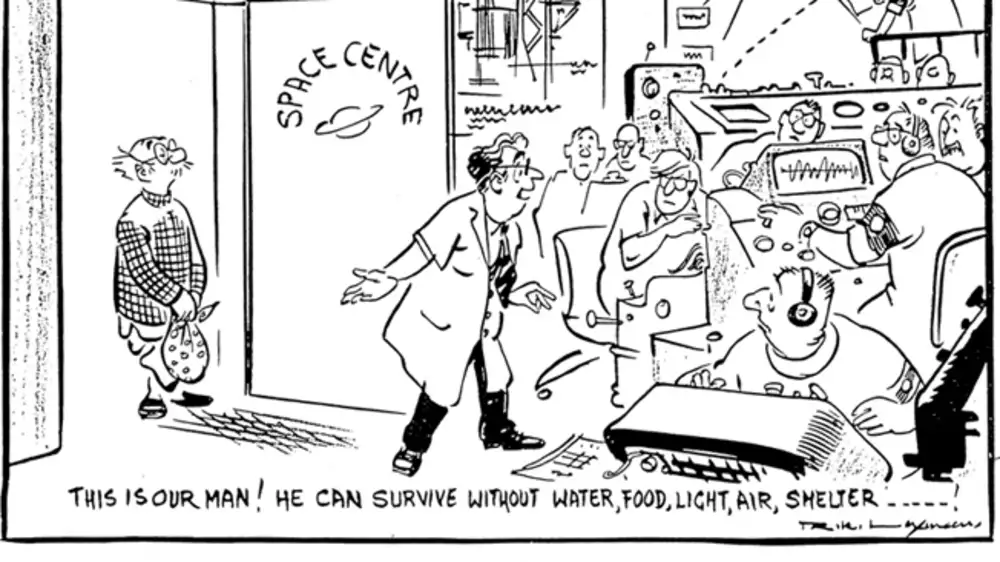 SPACE CENTRE
THIS IS OUR MAN! HE CAN SURVIVE WITHOUT WATER, FOOD, LIGHT, AIR, SHELTER -----!